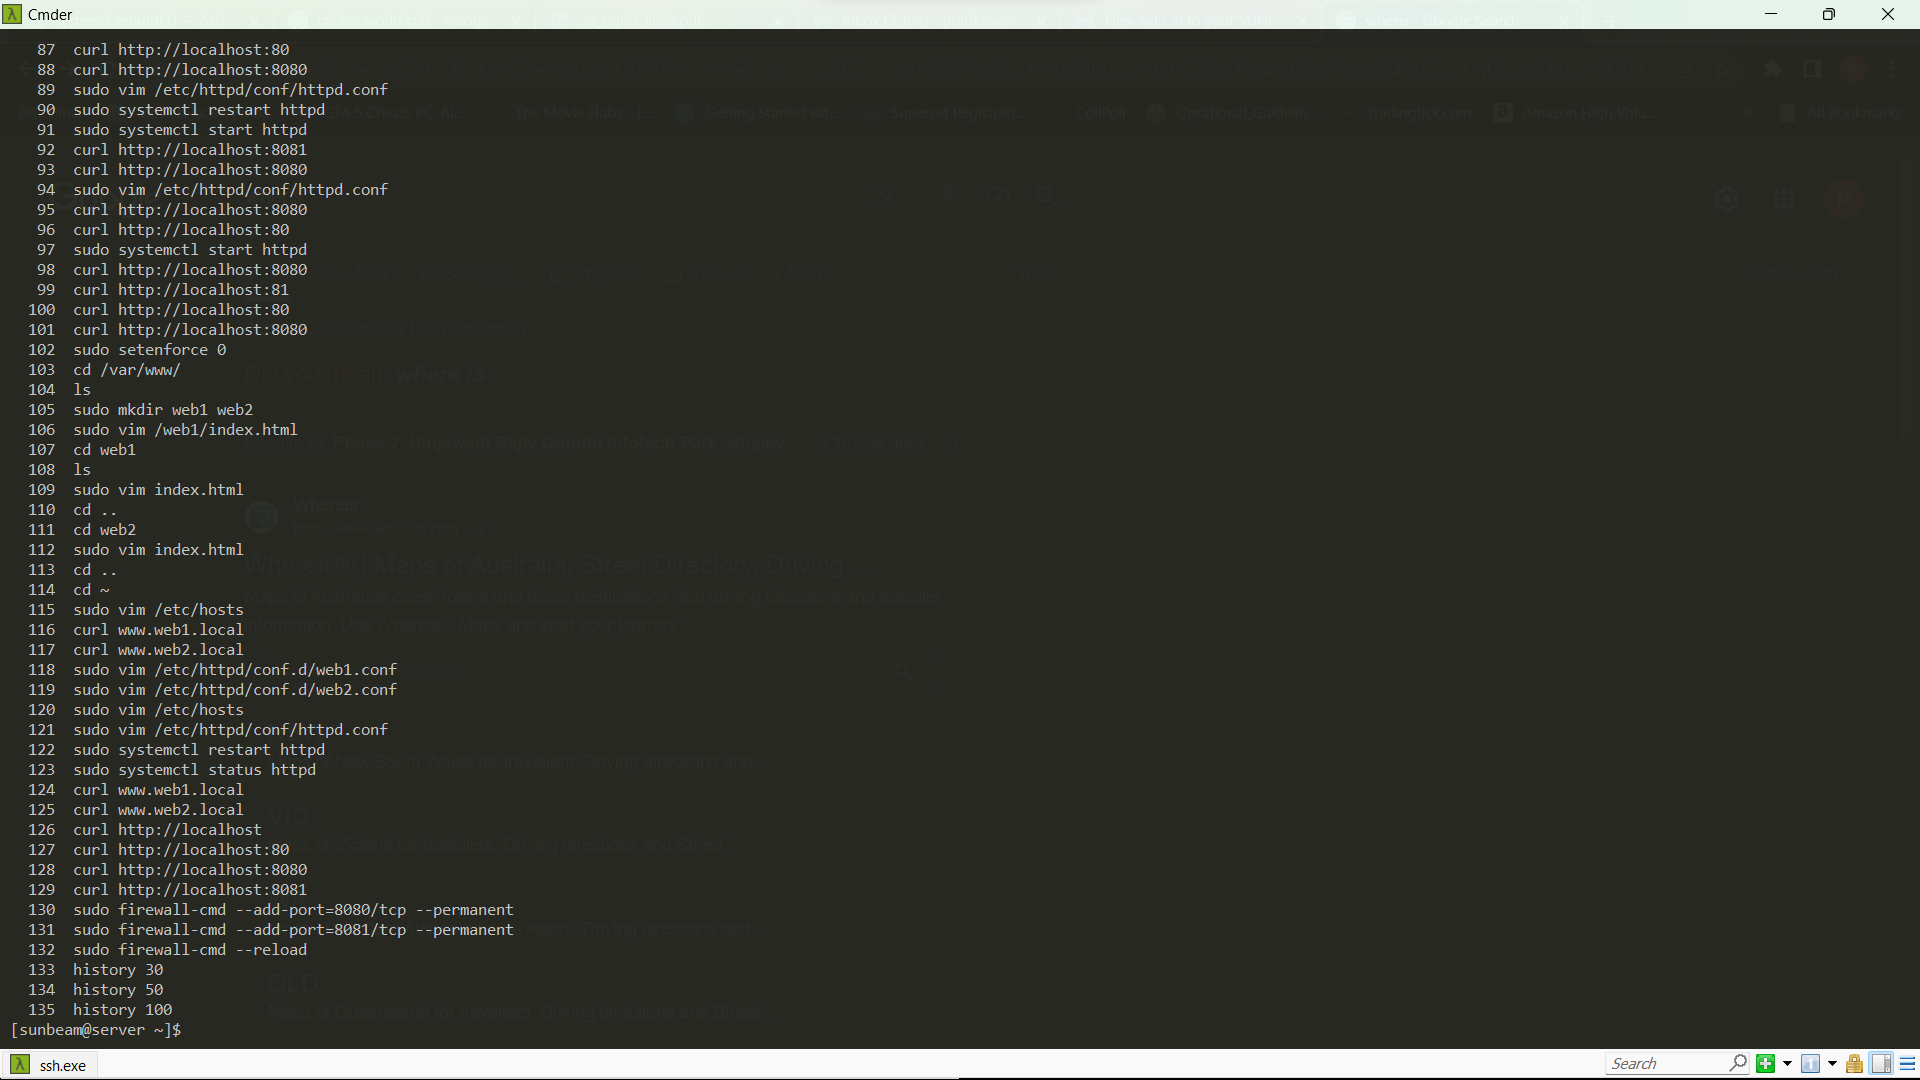 Cmder
87 curl http://localhost:80
88 curl http://localhost:8080
89 sudo vim /etc/httpd/conf/httpd.conf
90 sudo systemctl restart httpd
91 sudo systemctl start httpd
92 curl http://localhost:8081
93 curl http://localhost:8080
94 sudo vim /etc/httpd/conf/httpd.conf
95 curl http://localhost:8080
96 curl http://localhost:80
97 sudo systemctl start httpd
98 curl http://localhost:8080
99 curl http://localhost:81
100 curl http://localhost:80
101 curl http://localhost:8080
102 sudo setenforce 0
103 cd /var/www/
104 ls
105 sudo mkdir web1 web2
106 sudo vim /web1/index.html
107 cd web1
108 ls
109 sudo vim index.html
110 cd ..
111 cd web2
112 sudo vim index.html
113 cd ..
114 cd ~
115 sudo vim /etc/hosts
116 curl www.web1.local
117 curl www.web2.local
118 sudo vim /etc/httpd/conf.d/web1.conf
119 sudo vim /etc/httpd/conf.d/web2.conf
120 sudo vim /etc/hosts
121 sudo vim /etc/httpd/conf/httpd.conf
122 sudo systemctl restart httpd
123 sudo systemctl status httpd
124 curl www.web1.local
125 curl www.web2.local
126 curl http://localhost
127 curl http://localhost:80
128 curl http://localhost:8080
129 curl http://localhost:8081
130 sudo firewall-cmd --add-port=8080/tcp --permanent
131 sudo firewall-cmd --add-port=8081/tcp --permanent
132 sudo firewall-cmd --reload
133 history 30
134 history 50
135 history 100
[sunbeam@server ~]$
ssh.exe
Search